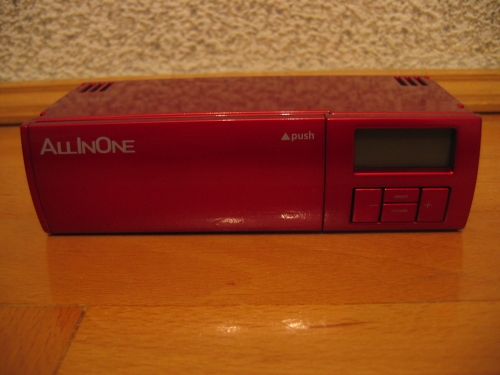 ALLINONE
▲push
- +